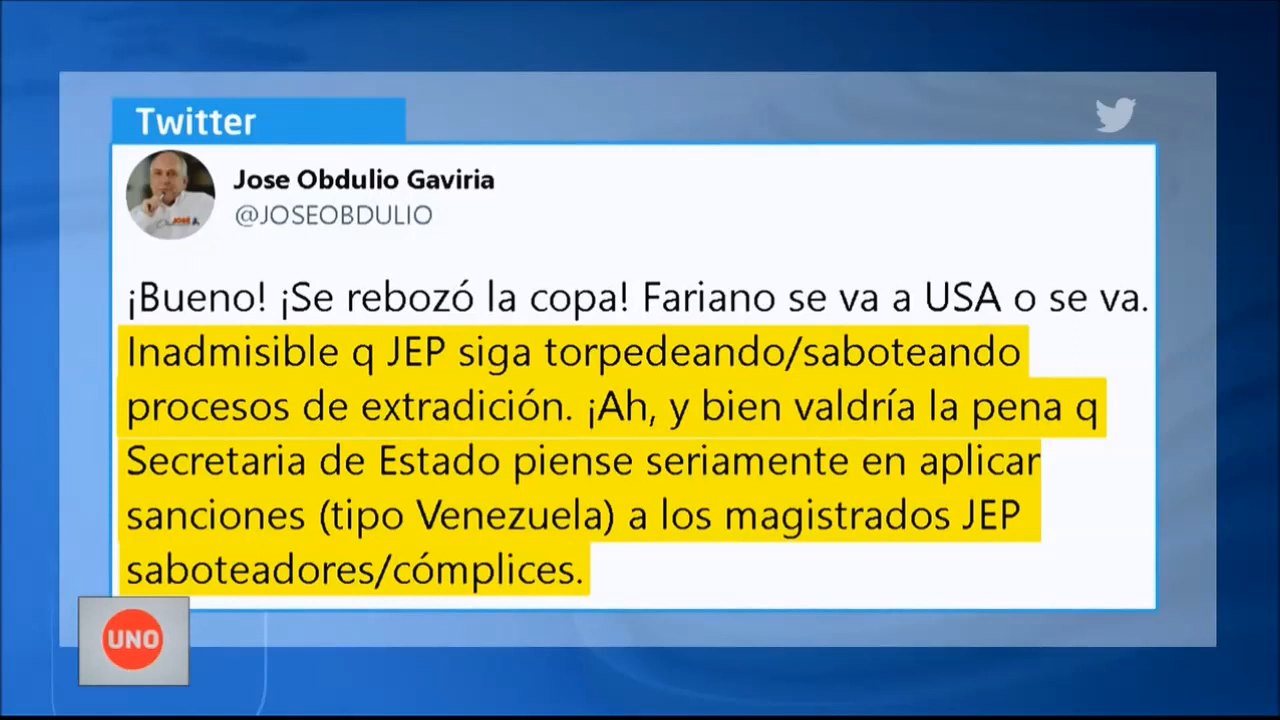 Twitter
Jose Obdulio Gaviria
@JOSEOBDULIO
¡Bueno! ¡Se rebozó la copa! Fariano se va a USA o se va.
Inadmisible q JEP siga torpedeando/saboteando
procesos de extradición. ¡Ah, y bien valdría la pena q
Secretaria de Estado piense seriamente en aplicar
sanciones (tipo Venezuela) a los magistrados JEP
saboteadores/cómplices.
UNO